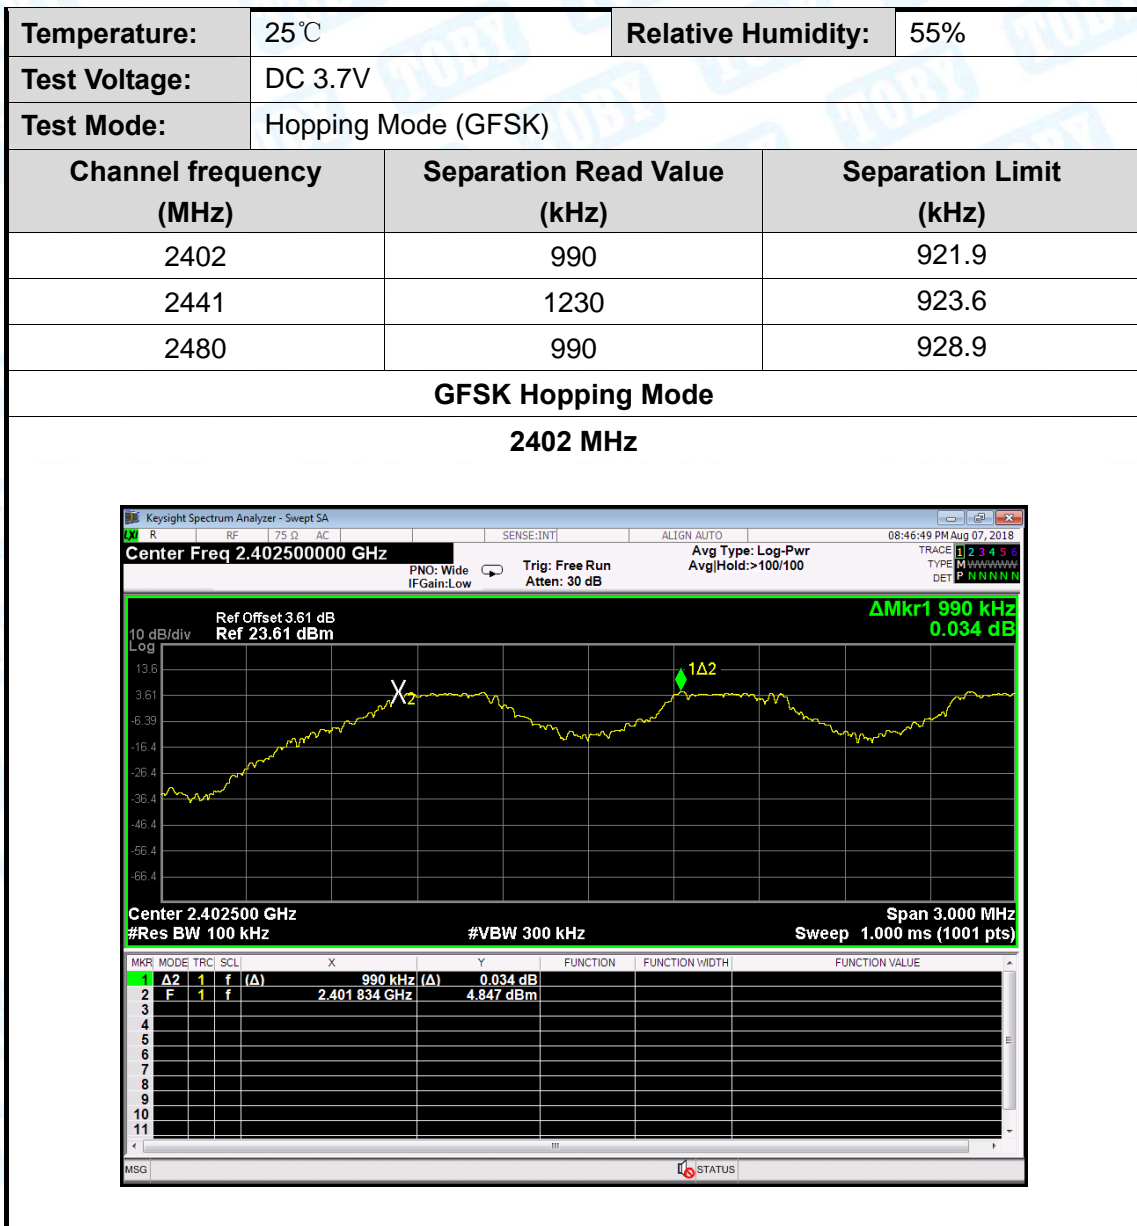 Temperature: 25℃ Relative Humidity: 55%
Test Voltage: DC 3.7V
Test Mode: Hopping Mode (GFSK)
Channel frequency Separation Read Value Separation Limit
(MHz) (kHz) (kHz)
2402 990 921.9
2441 1230 923.6
2480 990 928.9
GFSK Hopping Mode
2402 MHz
Keysight Spectrum Analyzer - Swept SA
LXI R RF 75 Ω AC SENSE:INT ALIGN AUTO 08:46:49 PM Aug 07, 2018
Center Freq 2.402500000 GHz Avg Type: Log-Pwr TRACE 1 2 3 4 5 6
PNO: Wide Trig: Free Run Avg|Hold:>100/100 TYPE M WWWWW
IFGain:Low Atten: 30 dB DET P N N N N N
ΔMkr1 990 kHz
Ref Offset 3.61 dB
10 dB/div Ref 23.61 dBm 0.034 dB
Log
13.6
1Δ2
3.61
X2
-6.39
-16.4
-26.4
-36.4
-46.4
-56.4
-66.4
Center 2.402500 GHz Span 3.000 MHz
#Res BW 100 kHz #VBW 300 kHz Sweep 1.000 ms (1001 pts)
MKR MODE TRC SCL X Y FUNCTION FUNCTION WIDTH FUNCTION VALUE
1 Δ2 1 f (Δ) 990 kHz (Δ) 0.034 dB
2 F 1 f 2.401 834 GHz 4.847 dBm
3
4
5
6
7
8
9
10
11
MSG STATUS
TOBY